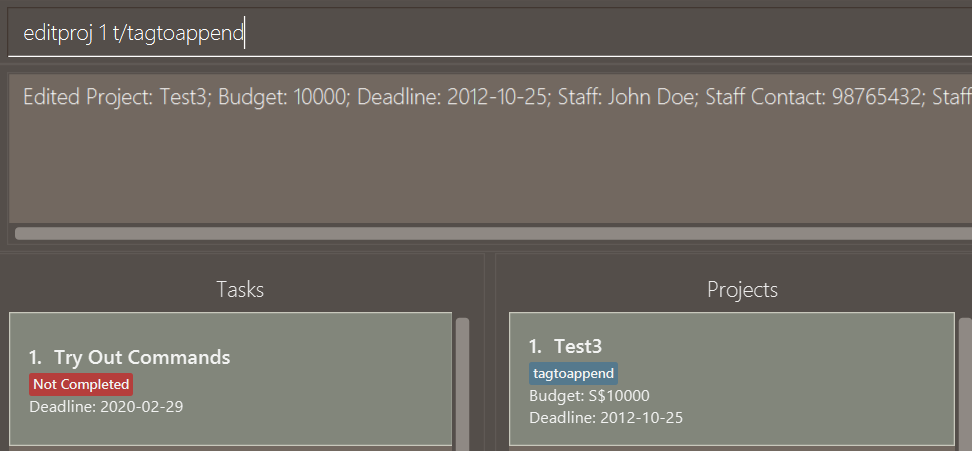 editproj 1 t/tagtoappend
Edited Project: Test3; Budget: 10000; Deadline: 2012-10-25; Staff: John Doe; Staff Contact: 98765432; Staff
Tasks
1. Try Out Commands
Not Completed
Deadline: 2020-02-29
Projects
1. Test3
tagtoappend
Budget: S$10000
Deadline: 2012-10-25